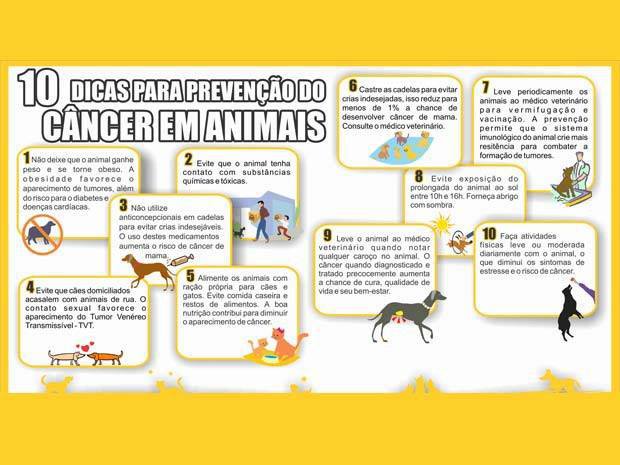 10 DICAS PARA PREVENÇÃO DO
CÂNCER EM ANIMAIS
1 Não deixe que o animal ganhe
peso e se torne obeso. A
obesidade favorece o
aparecimento de tumores, além
do risco para o diabetes e
doenças cardíacas.
2 Evite que o animal tenha
contato com substâncias
químicas e tóxicas.
3 Não utilize
anticoncepcionais em cadelas
para evitar crias indesejáveis.
O uso destes medicamentos
aumenta o risco de câncer de
mama.
4 Evite que cães domiciliados
acasalem com animais de rua. O
contato sexual favorece o
aparecimento do Tumor Venéreo
Transmissível - TVT.
5 Alimente os animais com
ração própria para cães e
gatos. Evite comida caseira e
restos de alimentos. A boa
nutrição contribui para diminuir
o aparecimento de câncer.
6 Castre as cadelas para evitar
crias indesejadas, isso reduz para
menos de 1% a chance de
desenvolver câncer de mama.
Consulte o médico veterinário.
7 Leve periodicamente os
animais ao médico veterinário
para vermifugação e
vacinação. A prevenção
permite que o sistema
imunológico do animal crie mais
resitência para combater a
formação de tumores.
8 Evite exposição do
prolongada do animal ao sol
entre 10h e 16h. Forneça abrigo
com sombra.
9 Leve o animal ao médico
veterinário quando notar
qualquer caroço no animal. O
câncer quando diagnosticado e
tratado preocemente aumenta
a chance de cura, qualidade de
vida e seu bem-estar.
10 Faça atividades
físicas leve ou moderada
diariamente com o animal, o
que diminui os sintomas de
estresse e o risco de câncer.